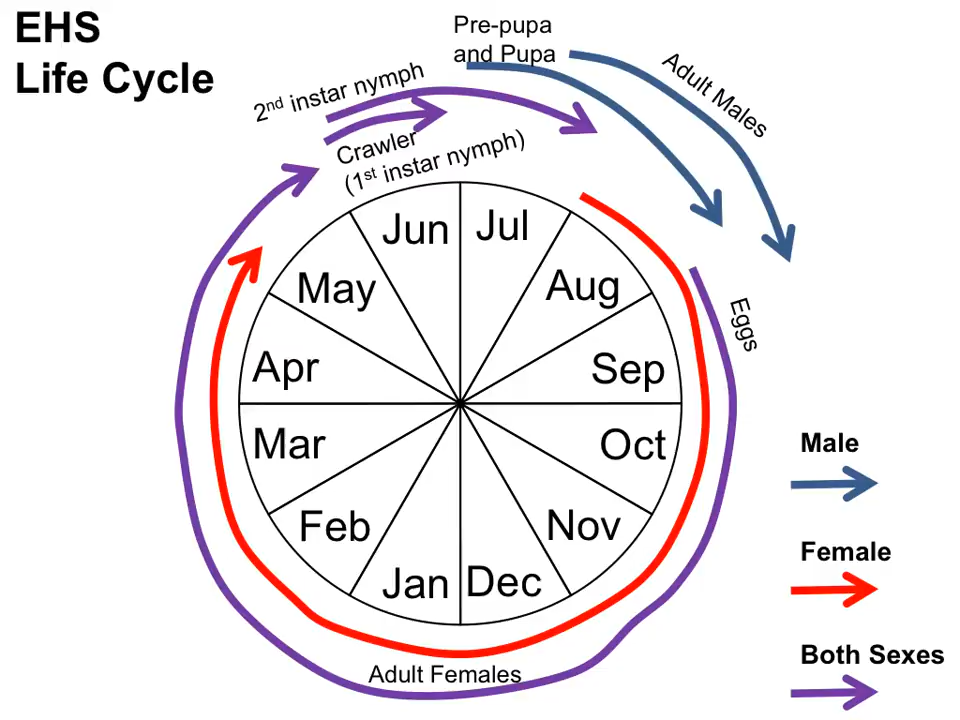 EHS
Life Cycle
Pre-pupa
and Pupa
Adult Males
2nd instar nymph
Crawler
(1st instar nymph)
Jun
Jul
May
Aug
Eggs
Apr
Sep
Mar
Oct
Male
Feb
Nov
Female
Jan
Dec
Both Sexes
Adult Females